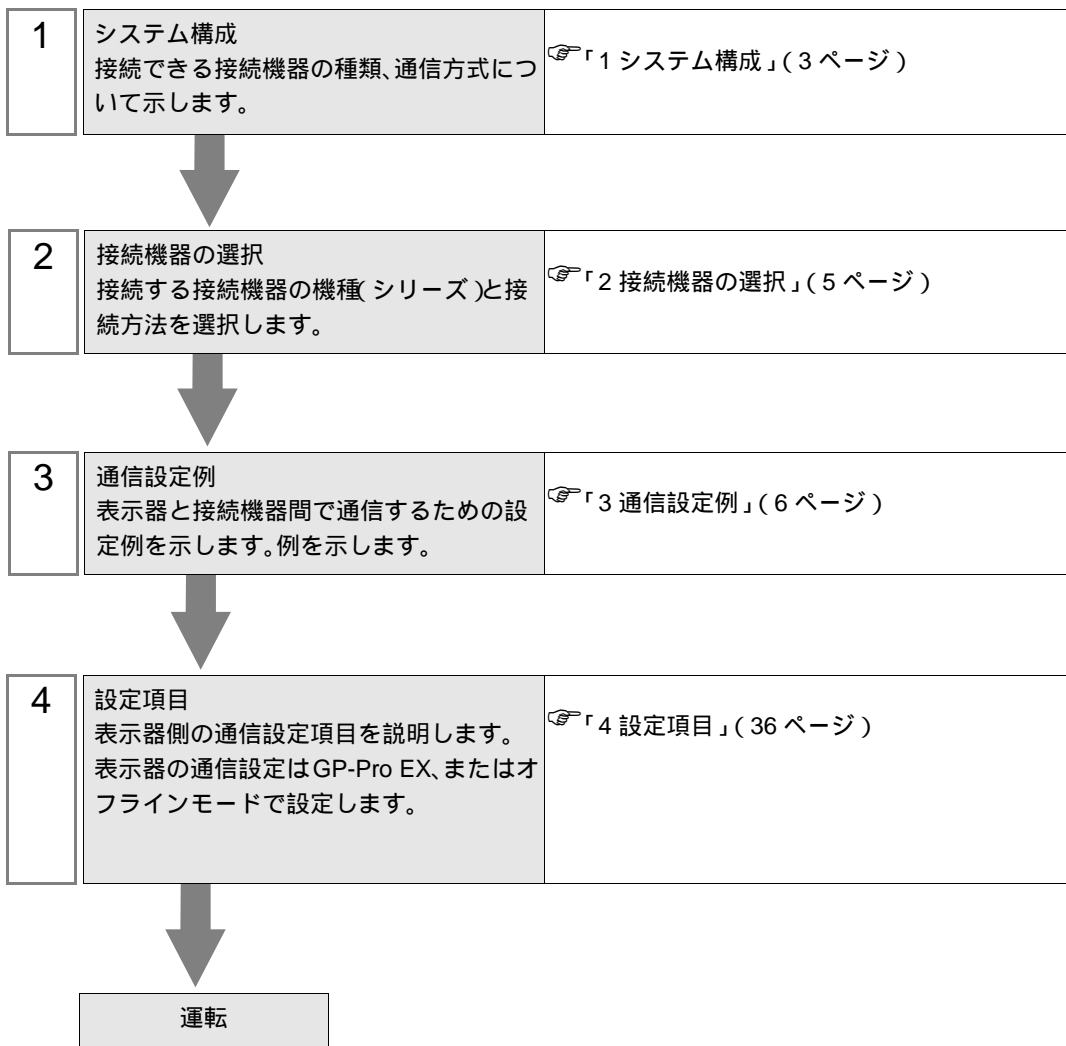 1
システム構成
接続できる接続機器の種類、通信方式につ
いて示します。
☞「1 システム構成」( 3 ページ )
2
接続機器の選択
接続する接続機器の機種( シリーズ )と接
続方法を選択します。
☞「2 接続機器の選択」( 5 ページ )
3
通信設定例
表示器と接続機器間で通信するための設
定例を示します。例を示します。
☞「3 通信設定例」( 6 ページ )
4
設定項目
表示器側の通信設定項目を説明します。
表示器の通信設定はGP-Pro EX、またはオ
フラインモードで設定します。
☞「4 設定項目」( 36 ページ )
運転